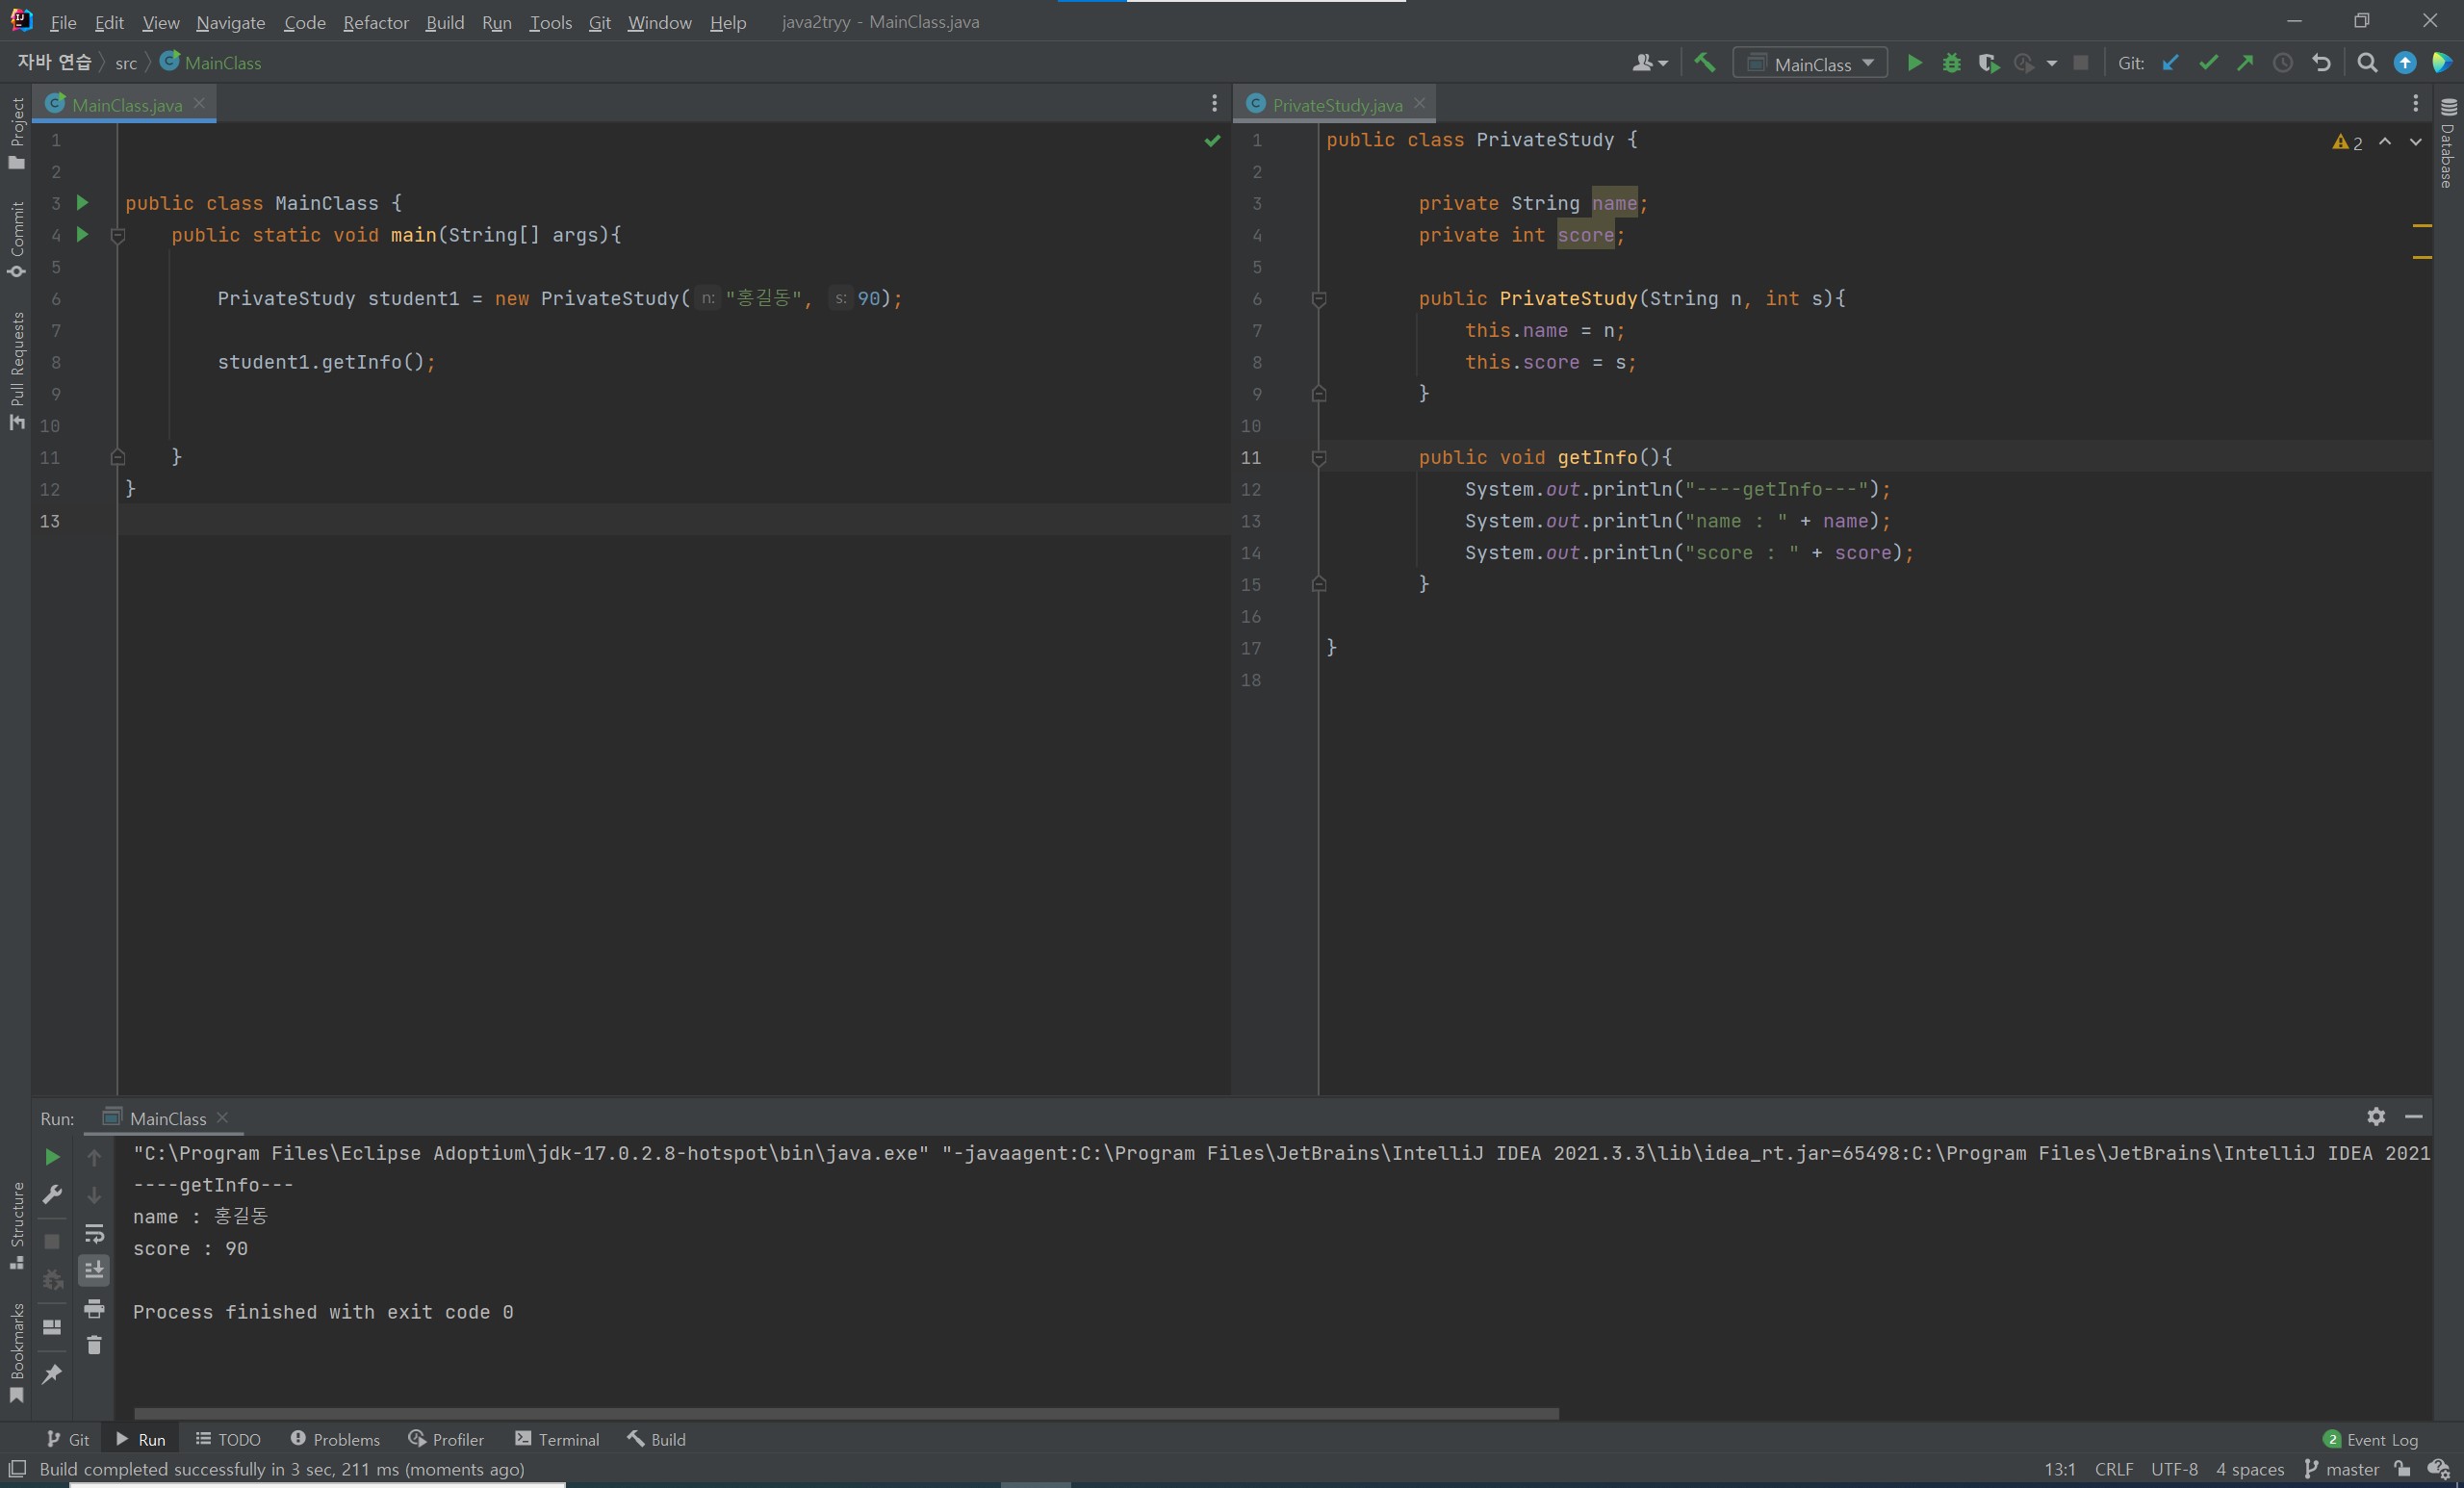 File Edit View Navigate Code Refactor Build Run Tools Git Window Help java2tryy - MainClass.java
자바 연습 src MainClass MainClass Git:
MainClass.java PrivateStudy.java
Project
Commit
Pull Requests
Structure
Bookmarks
Database
1
2
3 public class MainClass {
4 public static void main(String[] args){
5
6 PrivateStudy student1 = new PrivateStudy( n: "홍길동", s: 90);
7
8 student1.getInfo();
9
10
11 }
12 }
13
1 public class PrivateStudy { 2
2
3 private String name;
4 private int score;
5
6 public PrivateStudy(String n, int s){
7 this.name = n;
8 this.score = s;
9 }
10
11 public void getInfo(){
12 System.out.println("----getInfo---");
13 System.out.println("name : " + name);
14 System.out.println("score : " + score);
15 }
16
17 }
18
Run: MainClass
"C:\Program Files\Eclipse Adoptium\jdk-17.0.2.8-hotspot\bin\java.exe" "-javaagent:C:\Program Files\JetBrains\IntelliJ IDEA 2021.3.3\lib\idea_rt.jar=65498:C:\Program Files\JetBrains\IntelliJ IDEA 2021
----getInfo---
name : 홍길동
score : 90
Process finished with exit code 0
Git Run TODO Problems Profiler Terminal Build 2 Event Log
Build completed successfully in 3 sec, 211 ms (moments ago) 13:1 CRLF UTF-8 4 spaces master